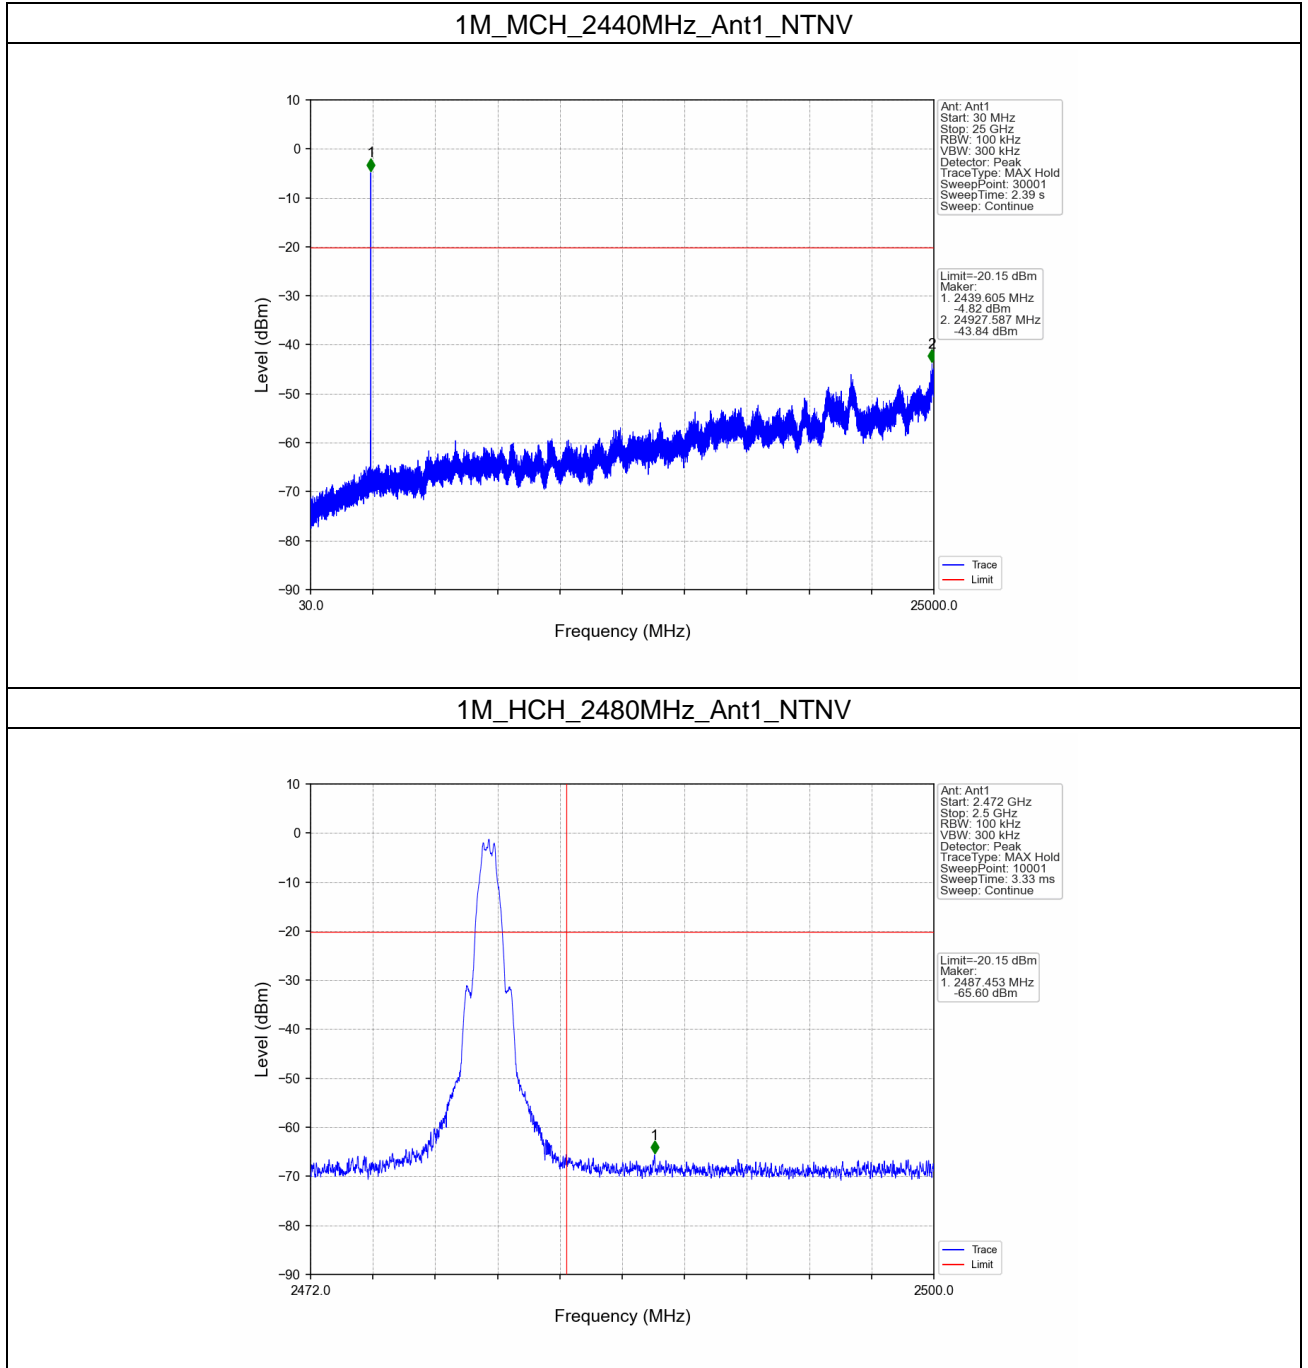 1M_MCH_2440MHz_Ant1_NTNV
10
0
−10
−20
−30
−40
−50
−60
−70
−80
−90
Level (dBm)
30.0
25000.0
Frequency (MHz)
1
2
Ant: Ant1
Start: 30 MHz
Stop: 25 GHz
RBW: 100 kHz
VBW: 300 kHz
Detector: Peak
TraceType: MAX Hold
SweepPoint: 30001
SweepTime: 2.39 s
Sweep: Continue
Limit=-20.15 dBm
Maker:
1. 2439.605 MHz
-4.82 dBm
2. 24927.587 MHz
-43.84 dBm
Trace
Limit
1M_HCH_2480MHz_Ant1_NTNV
10
0
−10
−20
−30
−40
−50
−60
−70
−80
−90
Level (dBm)
2472.0
2500.0
Frequency (MHz)
1
Ant: Ant1
Start: 2.472 GHz
Stop: 2.5 GHz
RBW: 100 kHz
VBW: 300 kHz
Detector: Peak
TraceType: MAX Hold
SweepPoint: 10001
SweepTime: 3.33 ms
Sweep: Continue
Limit=-20.15 dBm
Maker:
1. 2487.453 MHz
-65.60 dBm
Trace
Limit